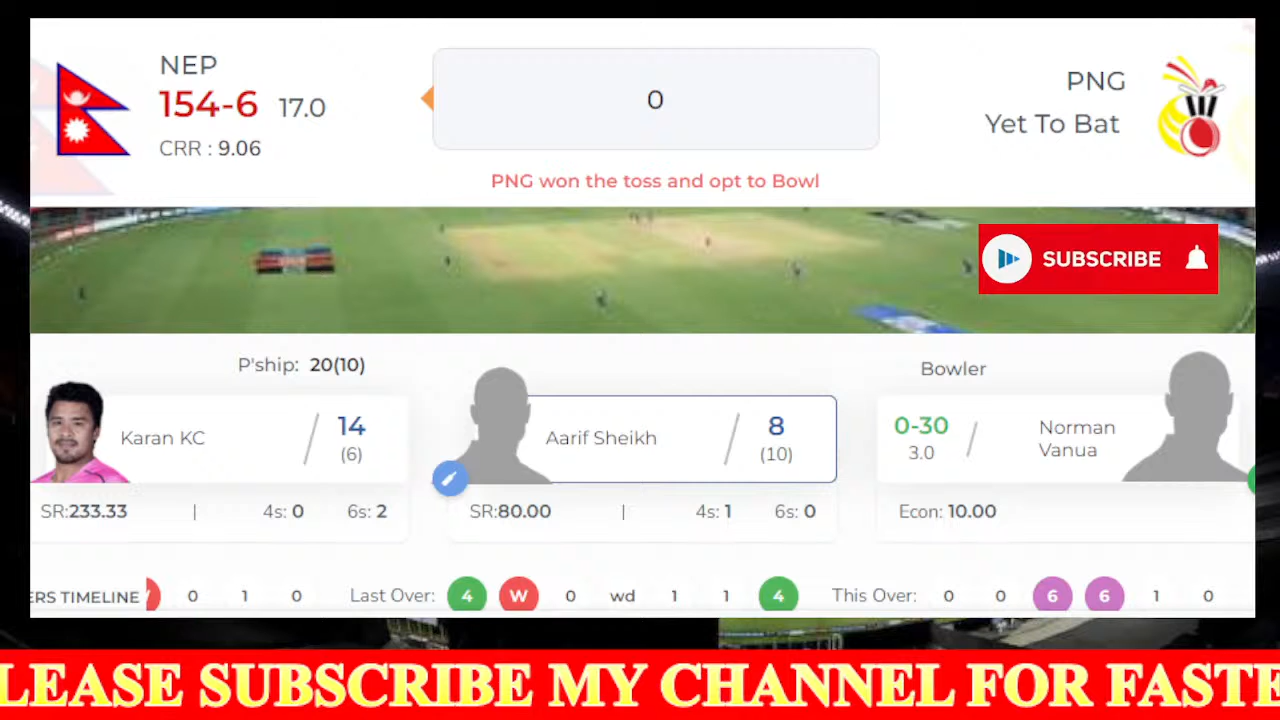 NEP
154-6 17.0
CRR : 9.06
0
PNG
Yet To Bat
PNG won the toss and opt to Bowl
SUBSCRIBE
P'ship: 20(10)
Bowler
Karan KC 14
(6)
SR:233.33 | 4s: 0 6s: 2
Aarif Sheikh 8
(10)
SR:80.00 | 4s: 1 6s: 0
0-30
3.0
Norman
Vanua
Econ: 10.00
ERS TIMELINE 0 1 0 Last Over: 4 W 0 wd 1 1 4 This Over: 0 0 6 6 1 0
LEASE SUBSCRIBE MY CHANNEL FOR FASTE